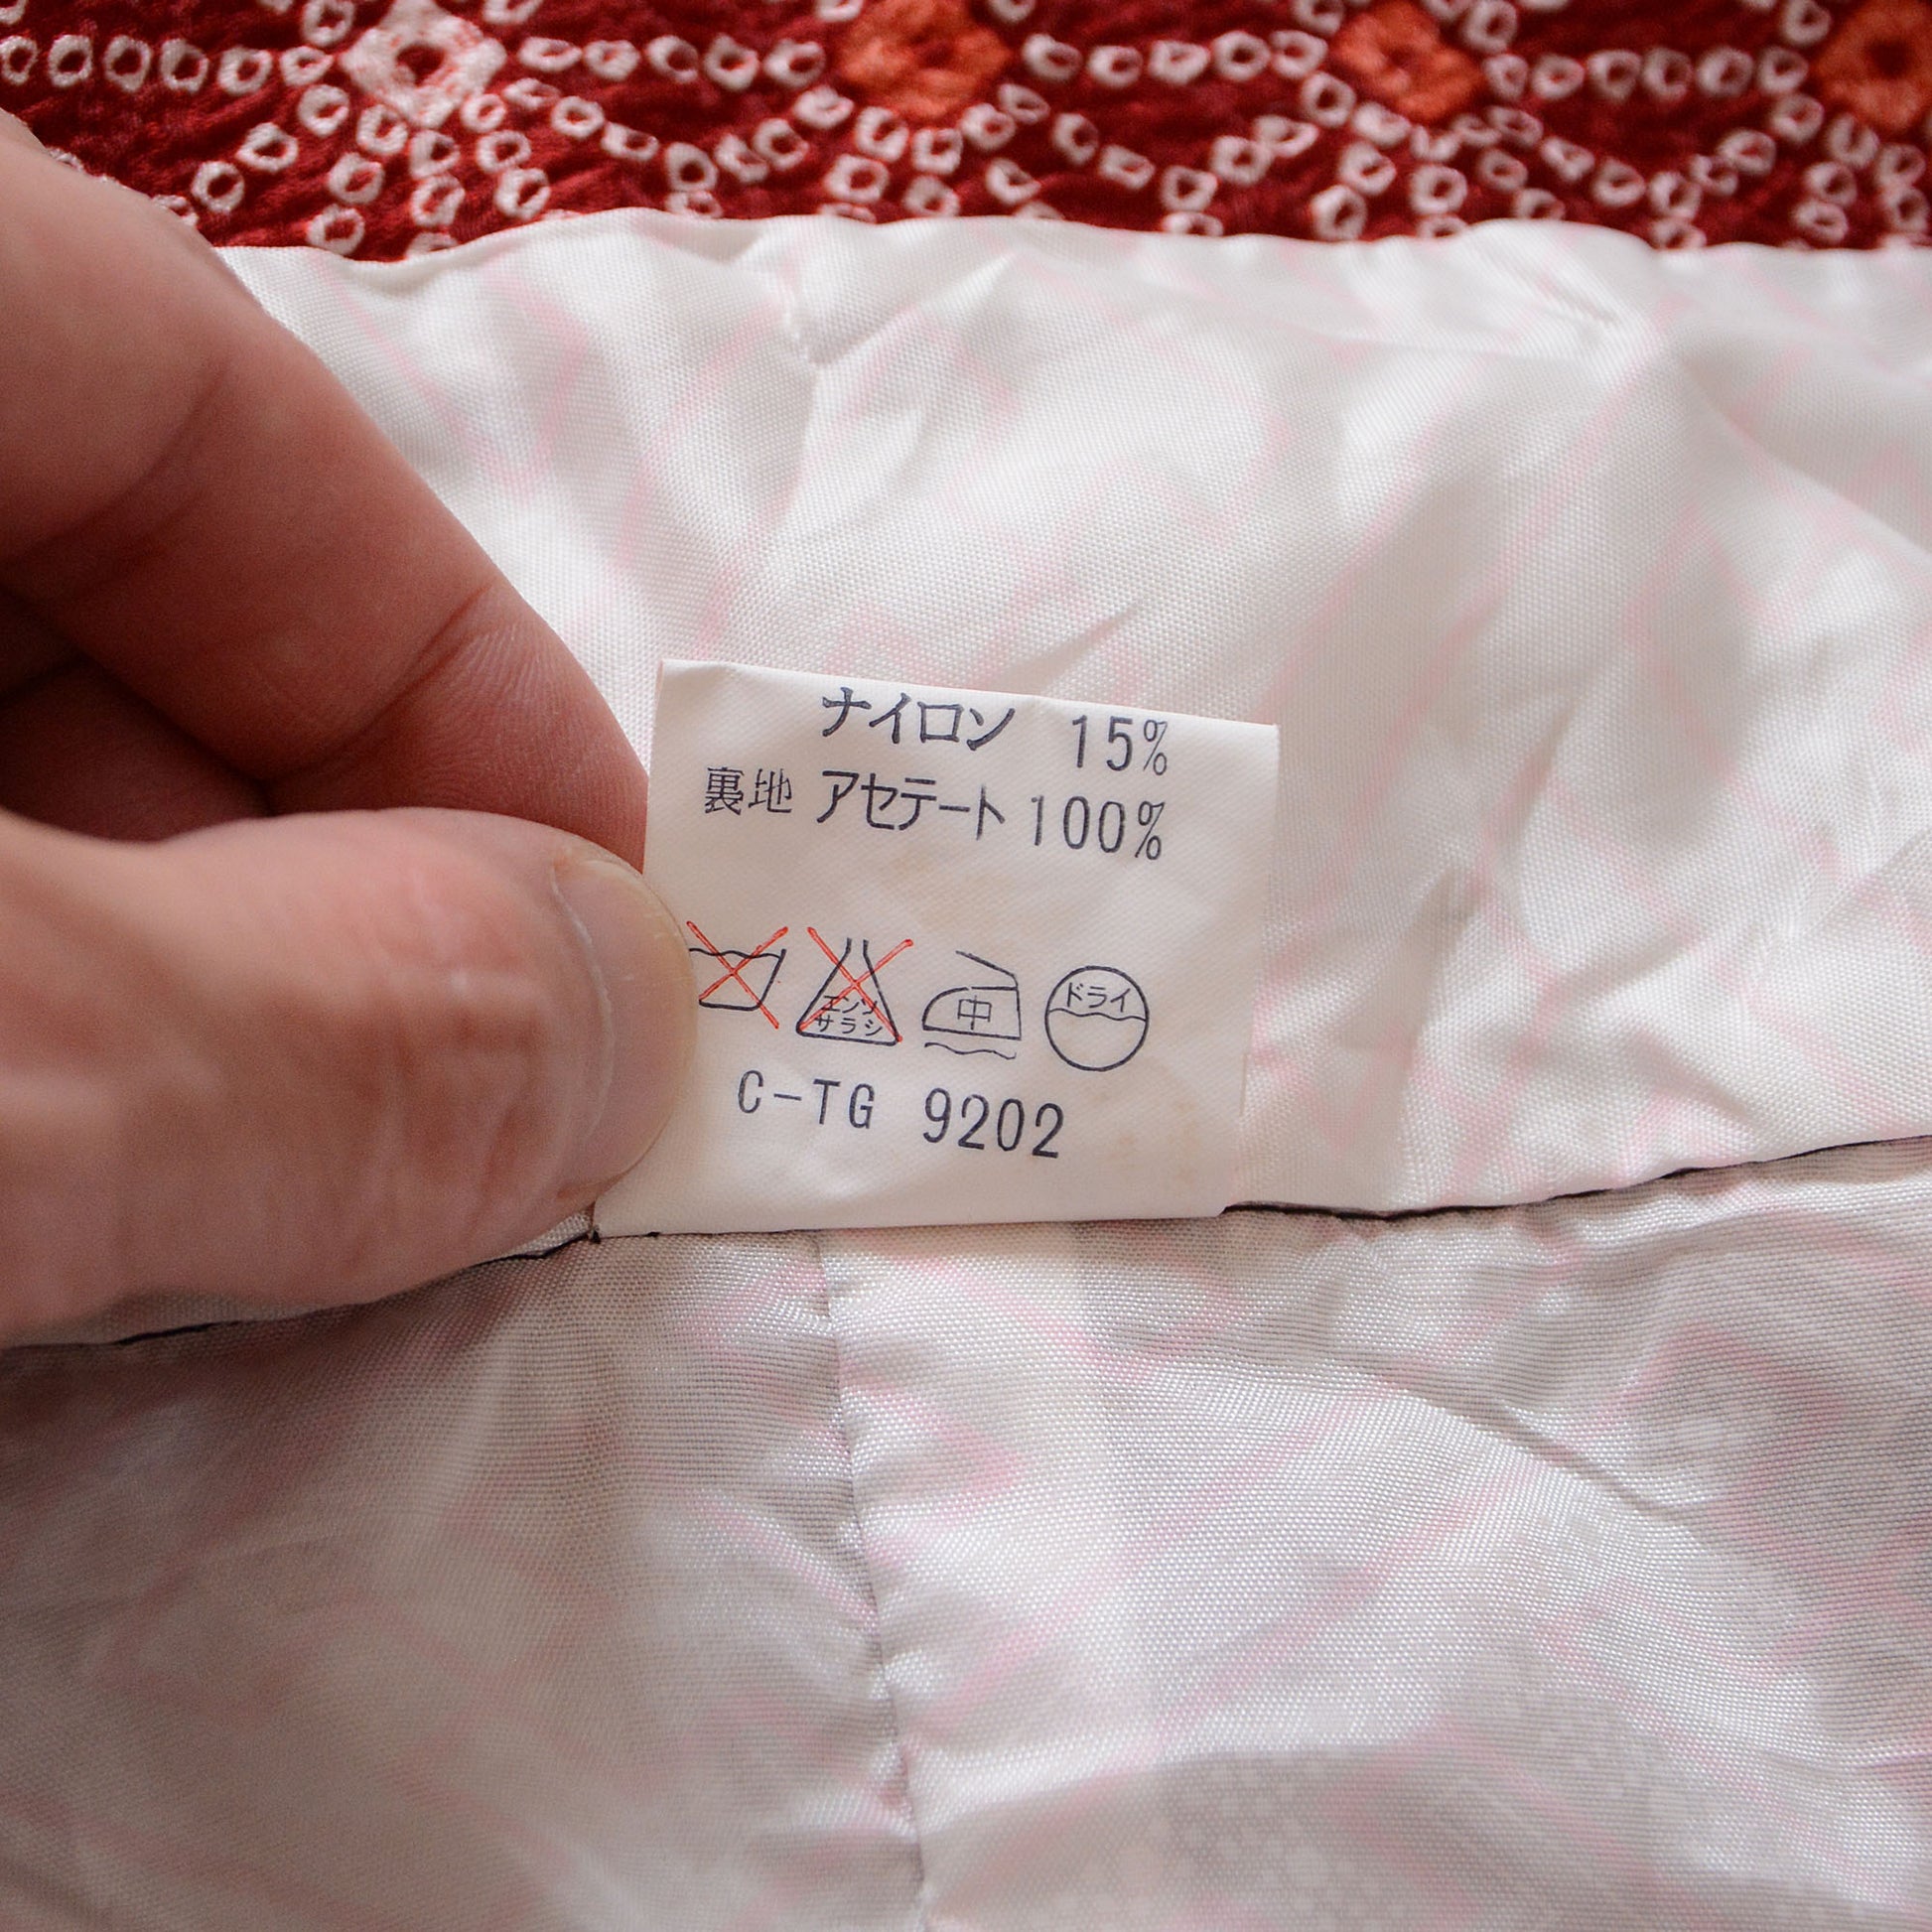 ナイロン 15%
裏地 アセテート 100%
エンソ
サラシ
中
ドライ
C-TG 9202